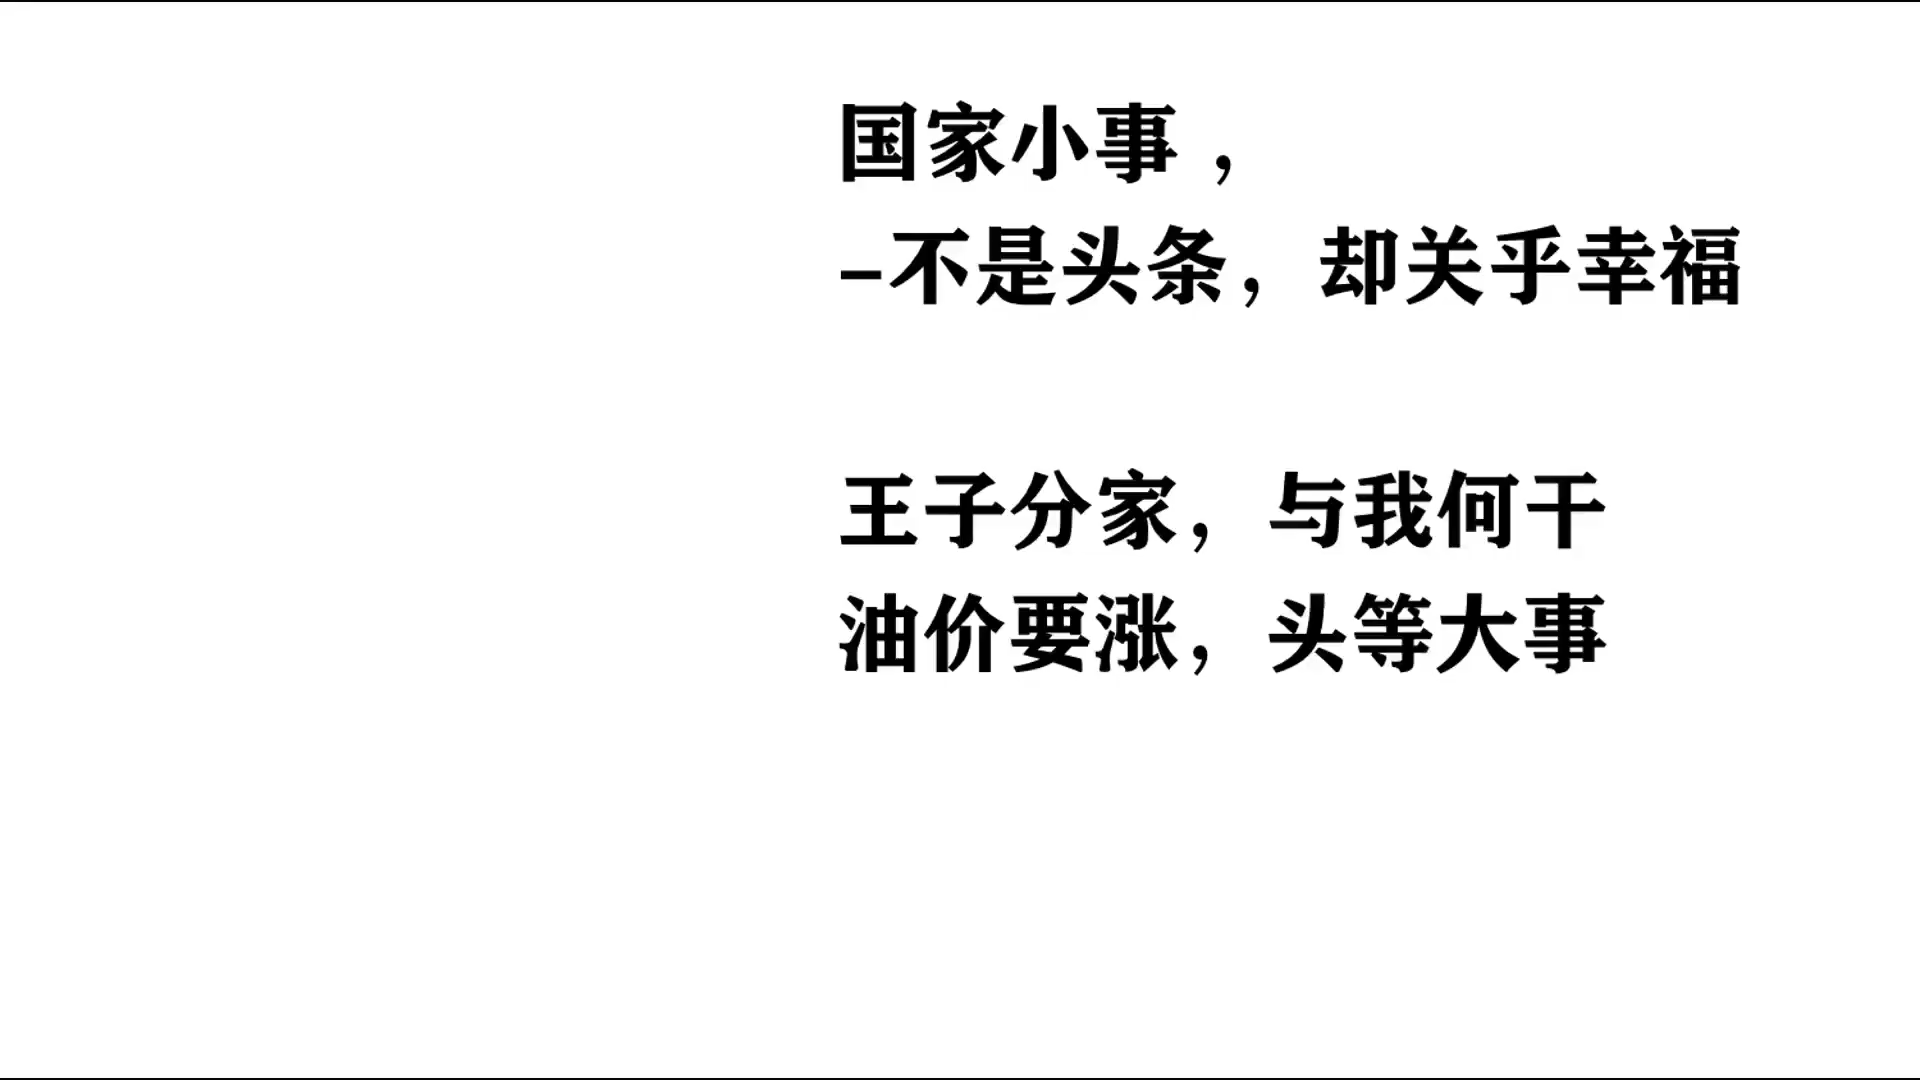 国家小事 ，
-不是头条，却关乎幸福
王子分家，与我何干
油价要涨，头等大事